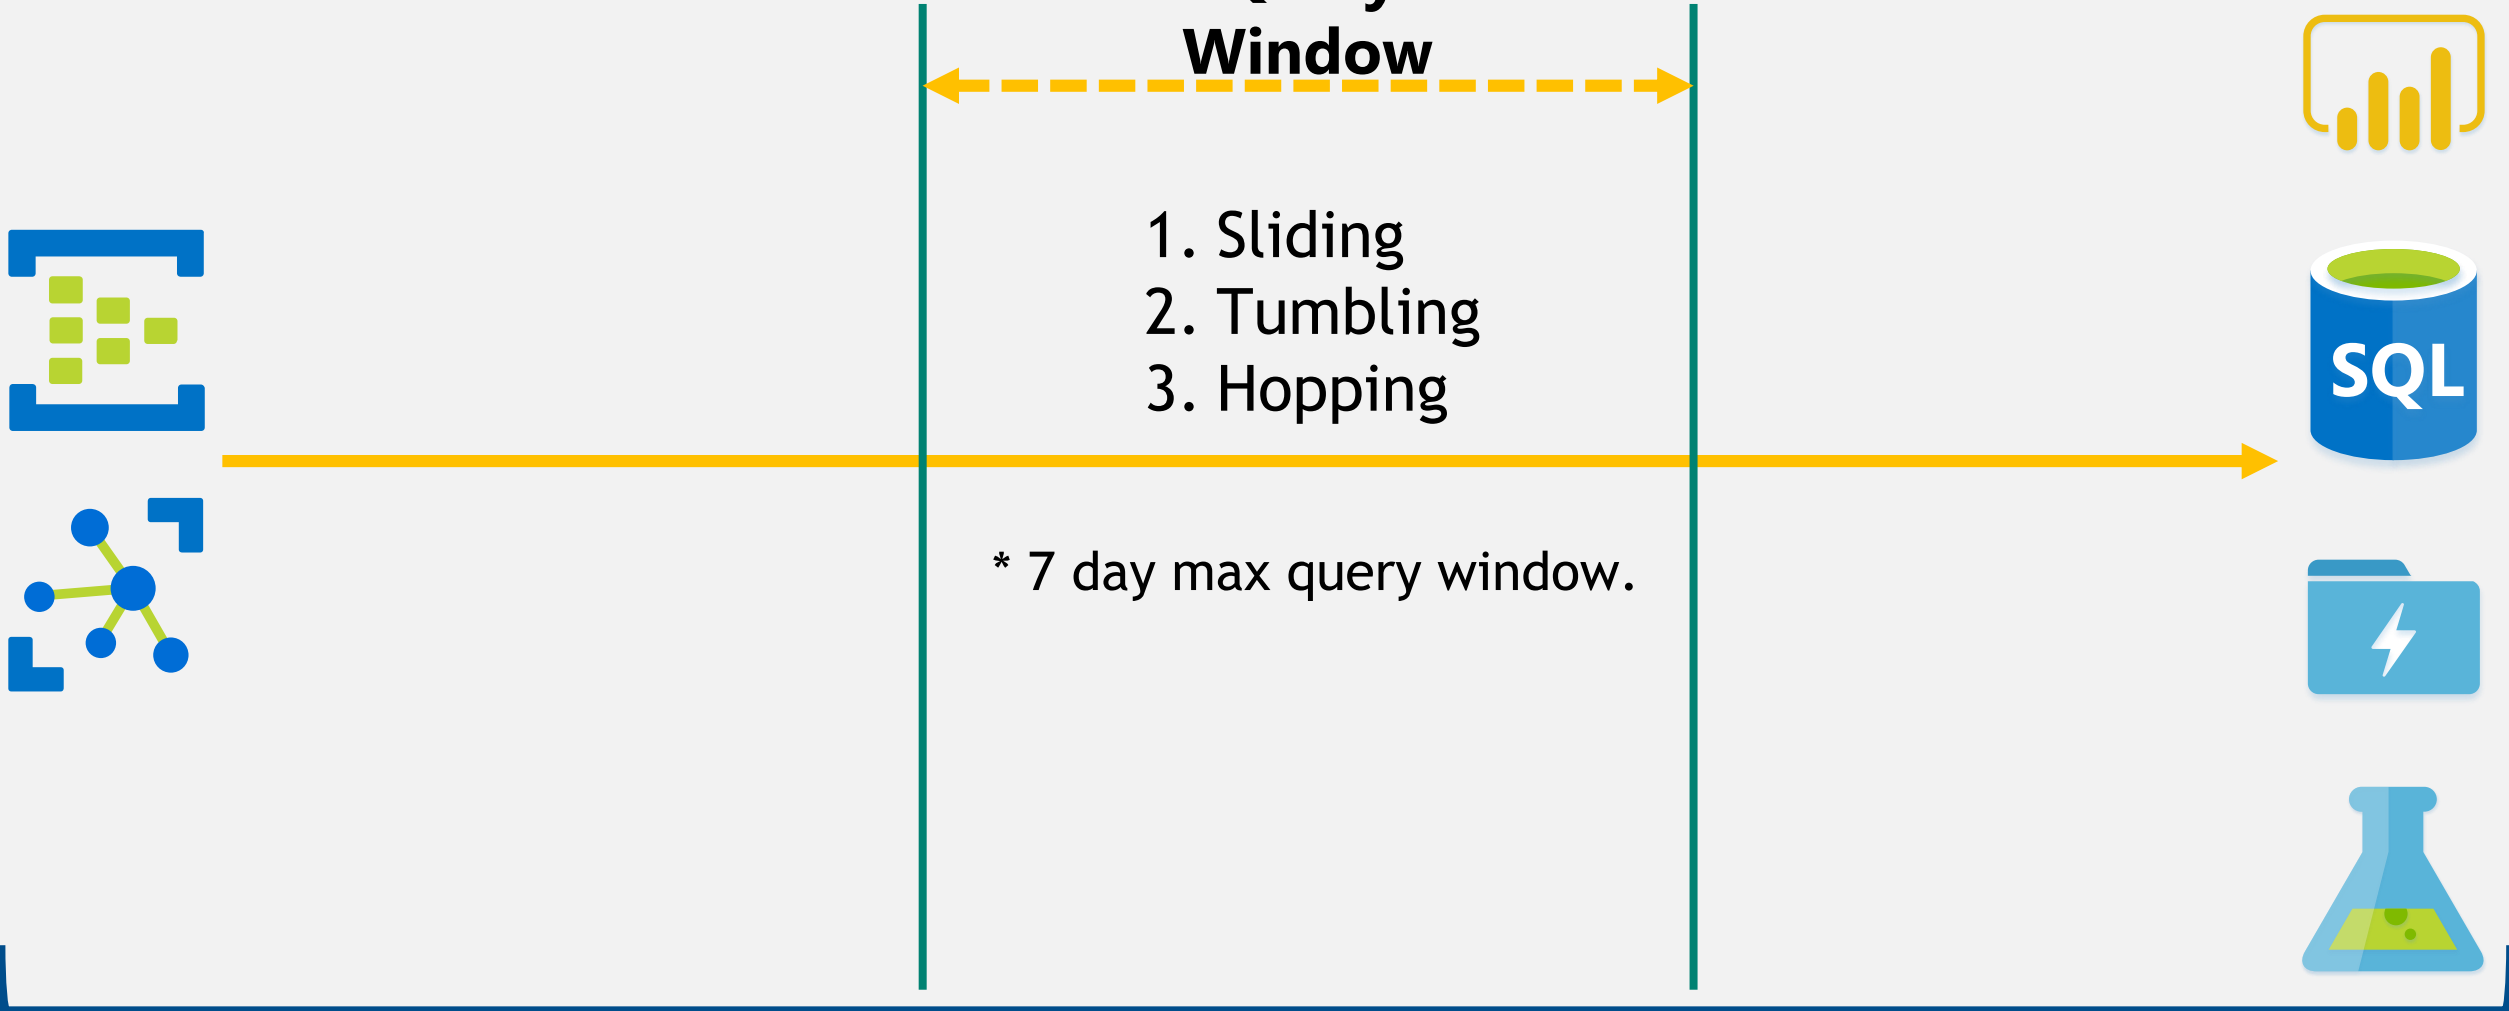 Window
1. Sliding
2. Tumbling
3. Hopping
* 7 day max query window.
SQL